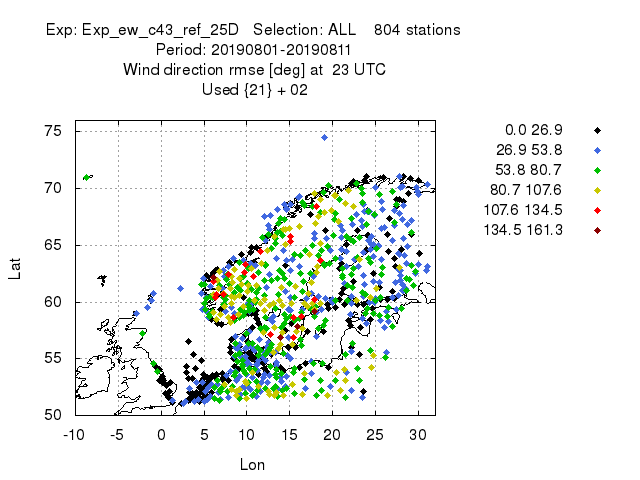 Exp: Exp_ew_c43_ref_25D   Selection: ALL    804 stations
Period: 20190801-20190811
Wind direction rmse [deg] at  23 UTC
Used {21} + 02
0.0 26.9
26.9 53.8
53.8 80.7
80.7 107.6
107.6 134.5
134.5 161.3
Lat
75
70
65
60
55
50
-10 -5 0 5 10 15 20 25 30
Lon